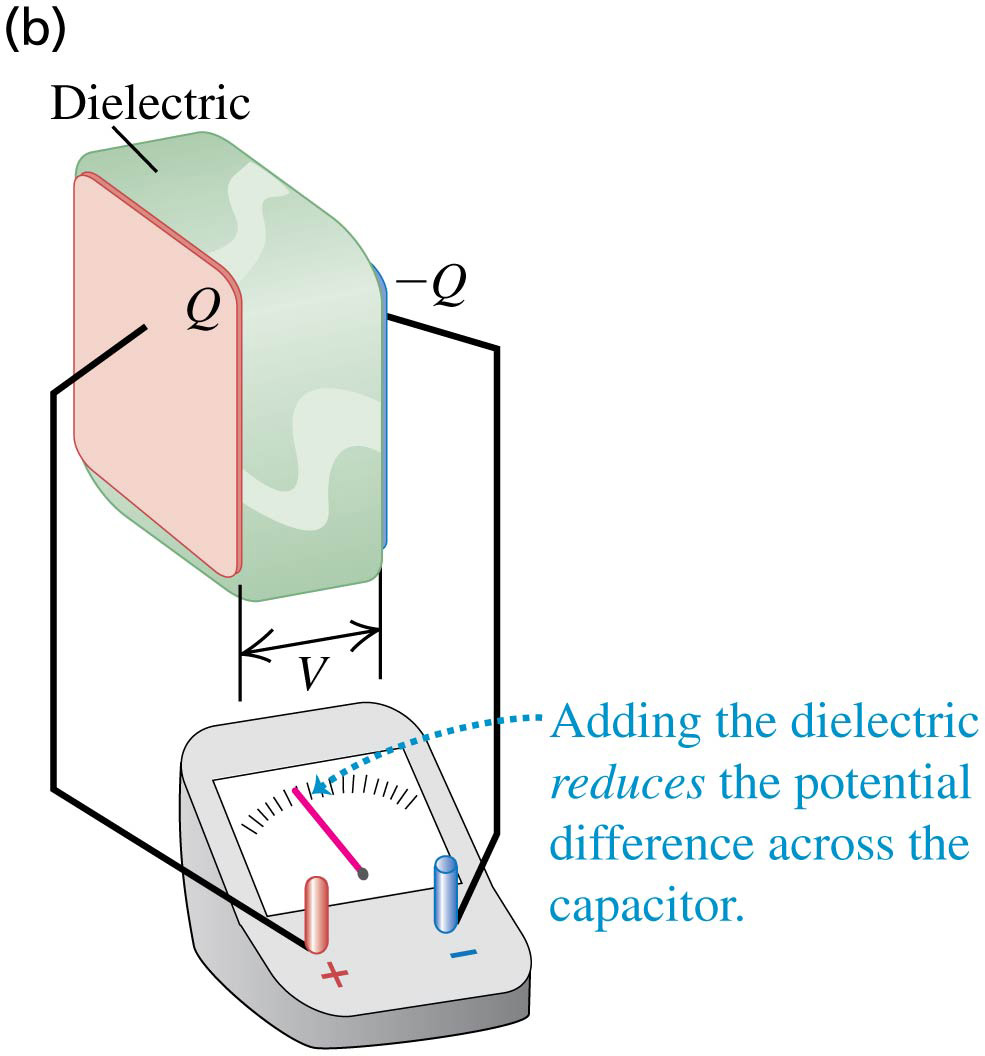 (b)
Dielectric
Q
−Q
V
Adding the dielectric
reduces the potential
difference across the
capacitor.
+
−